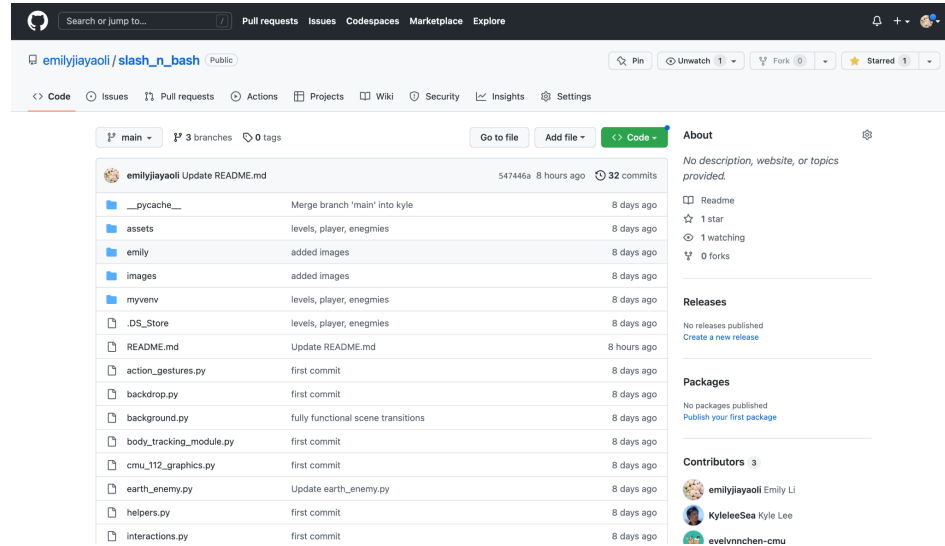 Search or jump to... / Pull requests Issues Codespaces Marketplace Explore
emilyjiayaoli / slash_n_bash Public Pin Unwatch 1 Fork 0 Starred 1
Code Issues Pull requests Actions Projects Wiki Security Insights Settings
main 3 branches 0 tags Go to file Add file Code
emilyjiayaoli Update README.md 547446a 8 hours ago 32 commits
__pycache__ Merge branch 'main' into kyle 8 days ago
assets levels, player, enegmies 8 days ago
emily added images 8 days ago
images added images 8 days ago
myvenv levels, player, enegmies 8 days ago
.DS_Store levels, player, enegmies 8 days ago
README.md Update README.md 8 hours ago
action_gestures.py first commit 8 days ago
backdrop.py first commit 8 days ago
background.py fully functional scene transitions 8 days ago
body_tracking_module.py first commit 8 days ago
cmu_112_graphics.py first commit 8 days ago
earth_enemy.py Update earth_enemy.py 8 days ago
helpers.py first commit 8 days ago
interactions.py first commit 8 days ago
About
No description, website, or topics
provided.
Readme
1 star
1 watching
0 forks
Releases
No releases published
Create a new release
Packages
No packages published
Publish your first package
Contributors 3
emilyjiayaoli Emily Li
KyleleeSea Kyle Lee
evelynnchen-cmu